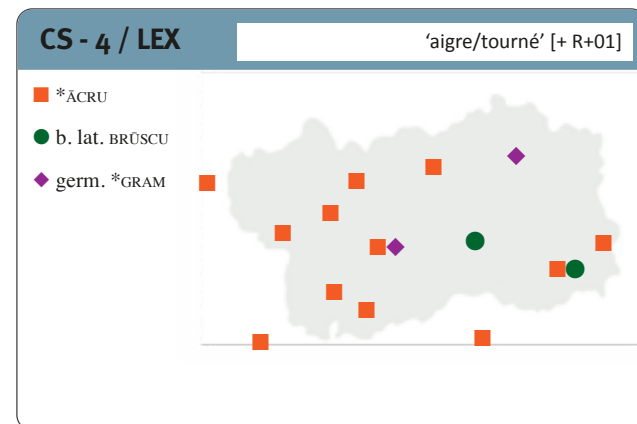 CS - 4 / LEX
‘aigre/tourné’ [+ R+01]
*ĀCRU
b. lat. BRŪSCU
germ. *GRAM